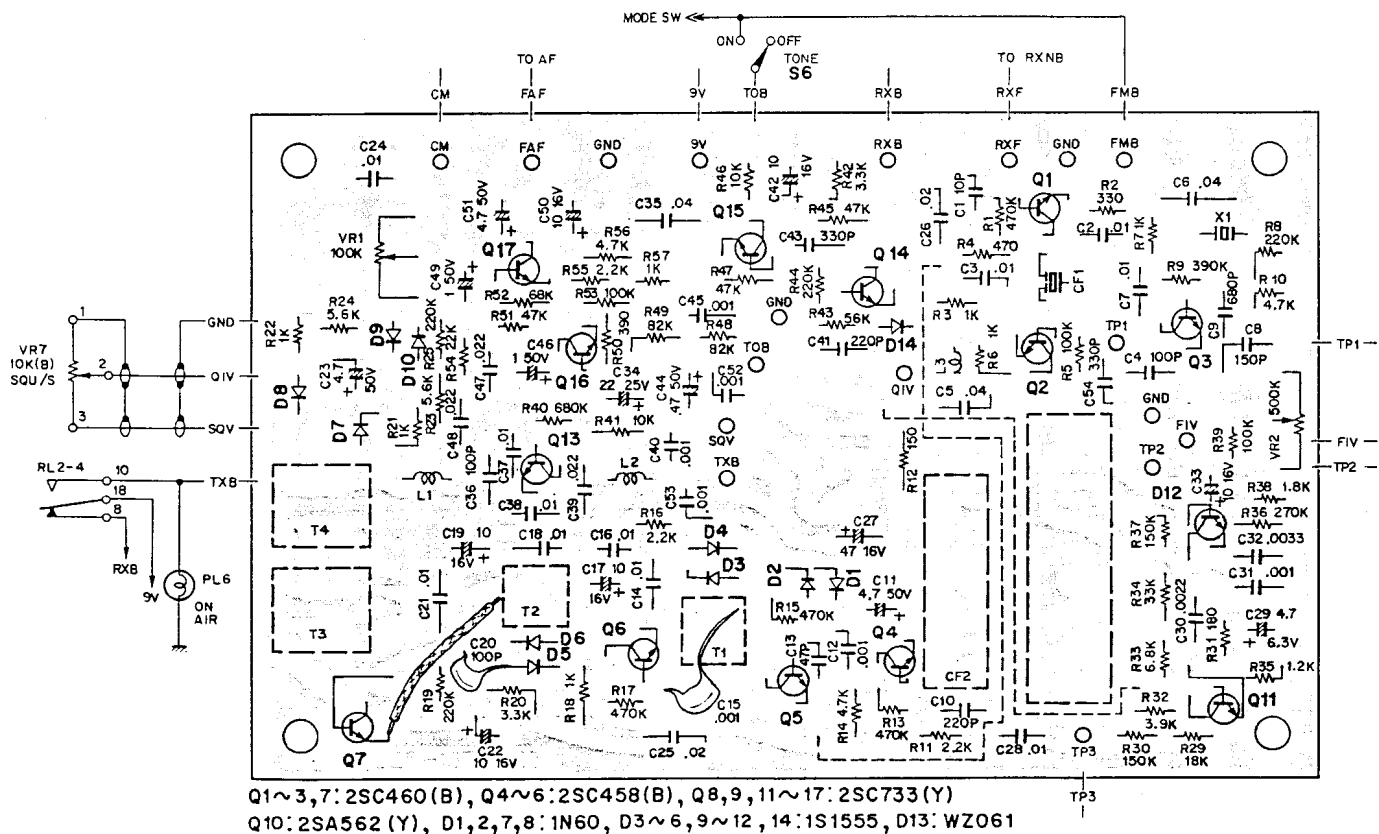 MODE SW
ON OFF
TONE
S6
TO AF
TO RXNB
CM FAF 9V TOB RXB RXF FMB
C24
.01
CM FAF GND 9V RXB RXF GND FMB
R46
10K
C42 10
16V
R42
3.3K
C26 .02
C1 10P
R1
470K
Q1
R2
330
C6 .04
C51
4.7 50V
C50
10 16V
C35 .04
Q15
R45 47K
C43 330P
C2 .01
R7 1K
X1
R8
220K
VR1
100K
Q17
R56
4.7K
R57
1K
R55 2.2K
R47
47K
R44
220K
Q14
R4 470
C3 .01
CF1
C7 .01
R9 390K
680P
C9
R10
4.7K
C49
1 50V
R52 68K
R53 100K
C45
.001
GND
R3 1K
R24
5.6K
R22
1K
D9
D10
R25
220K
R54 22K
R51 47K
C46
1 50V
Q16
R50 390
R49
82K
R48
82K
R43 56K
C41 220P
D14
L3
R6 1K
Q2
R5 100K
TP1
Q3
C8
150P
TP1
GND
1
VR7
10K(B)
SQU/S
2
3
QIV
SQV
D8
C23
4.7
50V
D7
R21
1K
R23
5.6K
C47 .022
C48
.022
C34
22 25V
C44
.47 50V
C52
.001
TOB
QIV
C5 .04
C54
330P
C4 100P
GND
500K
VR2
R40 680K
R41 10K
Q13
C37 .01
C40
.001
SQV
R12
150
FIV
R39
100K
FIV
TP2
TP2
RL2-4
10
18
8
TXB
RXB
9V
PL6
ON
AIR
L1
C36
100P
C39
.022
L2
TXB
C38 .01
C53
.001
R16
2.2K
C33
10 16V
R38 1.8K
D12
R36 270K
T4
C19 10
16V
C18 .01
C16 .01
D4
D3
C27
47 16V
R37
150K
C32 .0033
C31 .001
C17 10
16V
C14 .01
D2
D1
C11
4.7 50V
R34
33K
C30 .0022
R31 180
C29 4.7
6.3V
T3
C21 .01
T2
C20
100P
D6
D5
Q6
T1
R15
470K
C13
47P
C12
.001
Q4
R33
6.8K
R35
1.2K
CF2
Q7
R19
220K
R20
3.3K
R18 1K
R17
470K
C15
.001
Q5
R14 4.7K
R13
470K
C10
220P
R32
3.9K
Q11
C22
10 16V
C25 .02
R11 2.2K
C28 .01
TP3
R30
150K
R29
18K
TP3
Q1~3,7:2SC460(B), Q4~6:2SC458(B), Q8,9,11~17:2SC733(Y)
Q10:2SA562(Y), D1,2,7,8:1N60, D3~6,9~12,14:1S1555, D13:WZ061